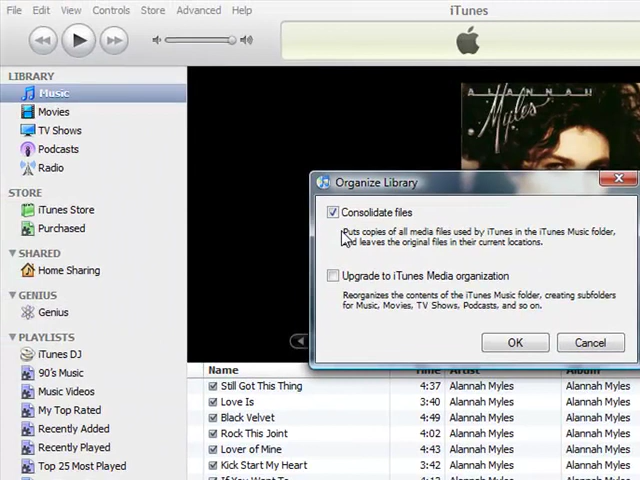 File Edit View Controls Store Advanced Help iTunes
LIBRARY
Music
Movies
TV Shows
Podcasts
Radio
STORE
iTunes Store
Purchased
SHARED
Home Sharing
GENIUS
Genius
PLAYLISTS
iTunes DJ
90's Music
Music Videos
My Top Rated
Recently Added
Recently Played
Top 25 Most Played
ALANNAH
Myles
Organize Library
Consolidate files
Puts copies of all media files used by iTunes in the iTunes Music folder,
and leaves the original files in their current locations.
Upgrade to iTunes Media organization
Reorganizes the contents of the iTunes Music folder, creating subfolders
for Music, Movies, TV Shows, Podcasts, and so on.
OK Cancel
Name Time Artist Album
Still Got This Thing 4:37 Alannah Myles Alannah Myles
Love Is 3:40 Alannah Myles Alannah Myles
Black Velvet 4:49 Alannah Myles Alannah Myles
Rock This Joint 4:02 Alannah Myles Alannah Myles
Lover of Mine 4:43 Alannah Myles Alannah Myles
Kick Start My Heart 3:42 Alannah Myles Alannah Myles
If You Want To